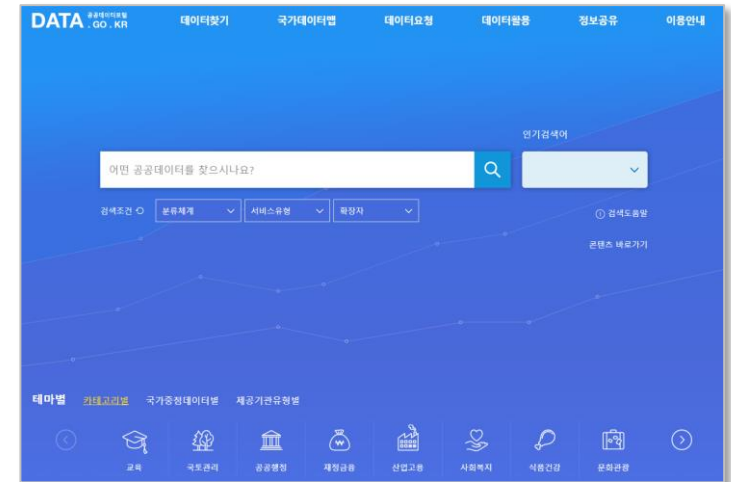 DATA 공공데이터포털 .GO.KR 데이터찾기 국가데이터맵 데이터요청 데이터활용 정보공유 이용안내
인기검색어
어떤 공공데이터를 찾으시나요?
검색조건 분류체계 서비스유형 확장자
검색도움말
콘텐츠 바로가기
테마별 카테고리별 국가중점데이터별 제공기관유형별
교육 국토관리 공공행정 재정금융 산업고용 사회복지 식품건강 문화관광